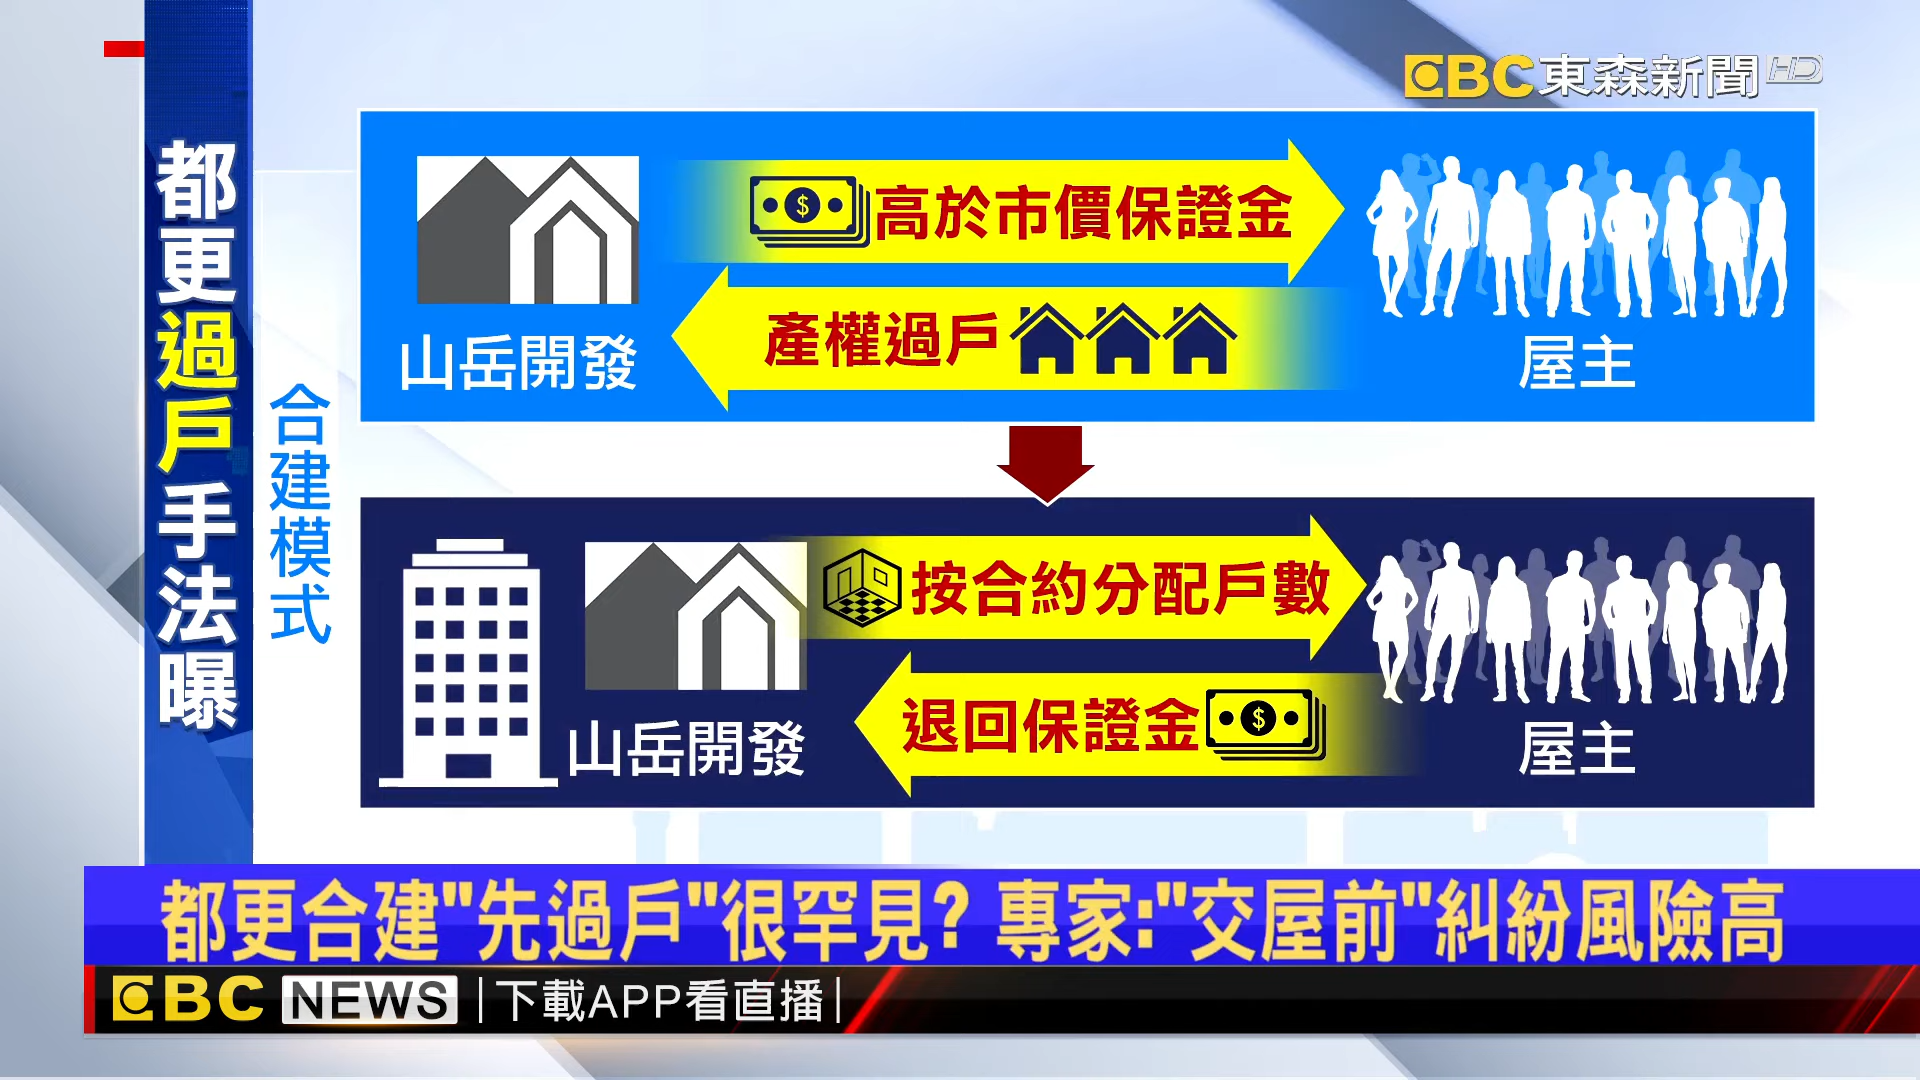 EBC東森新聞HD
都更過戶手法曝
合建模式
高於市價保證金
產權過戶
山岳開發
屋主
按合約分配戶數
退回保證金
山岳開發
屋主
都更合建"先過戶"很罕見? 專家:"交屋前"糾紛風險高
EBC NEWS |下載APP看直播|